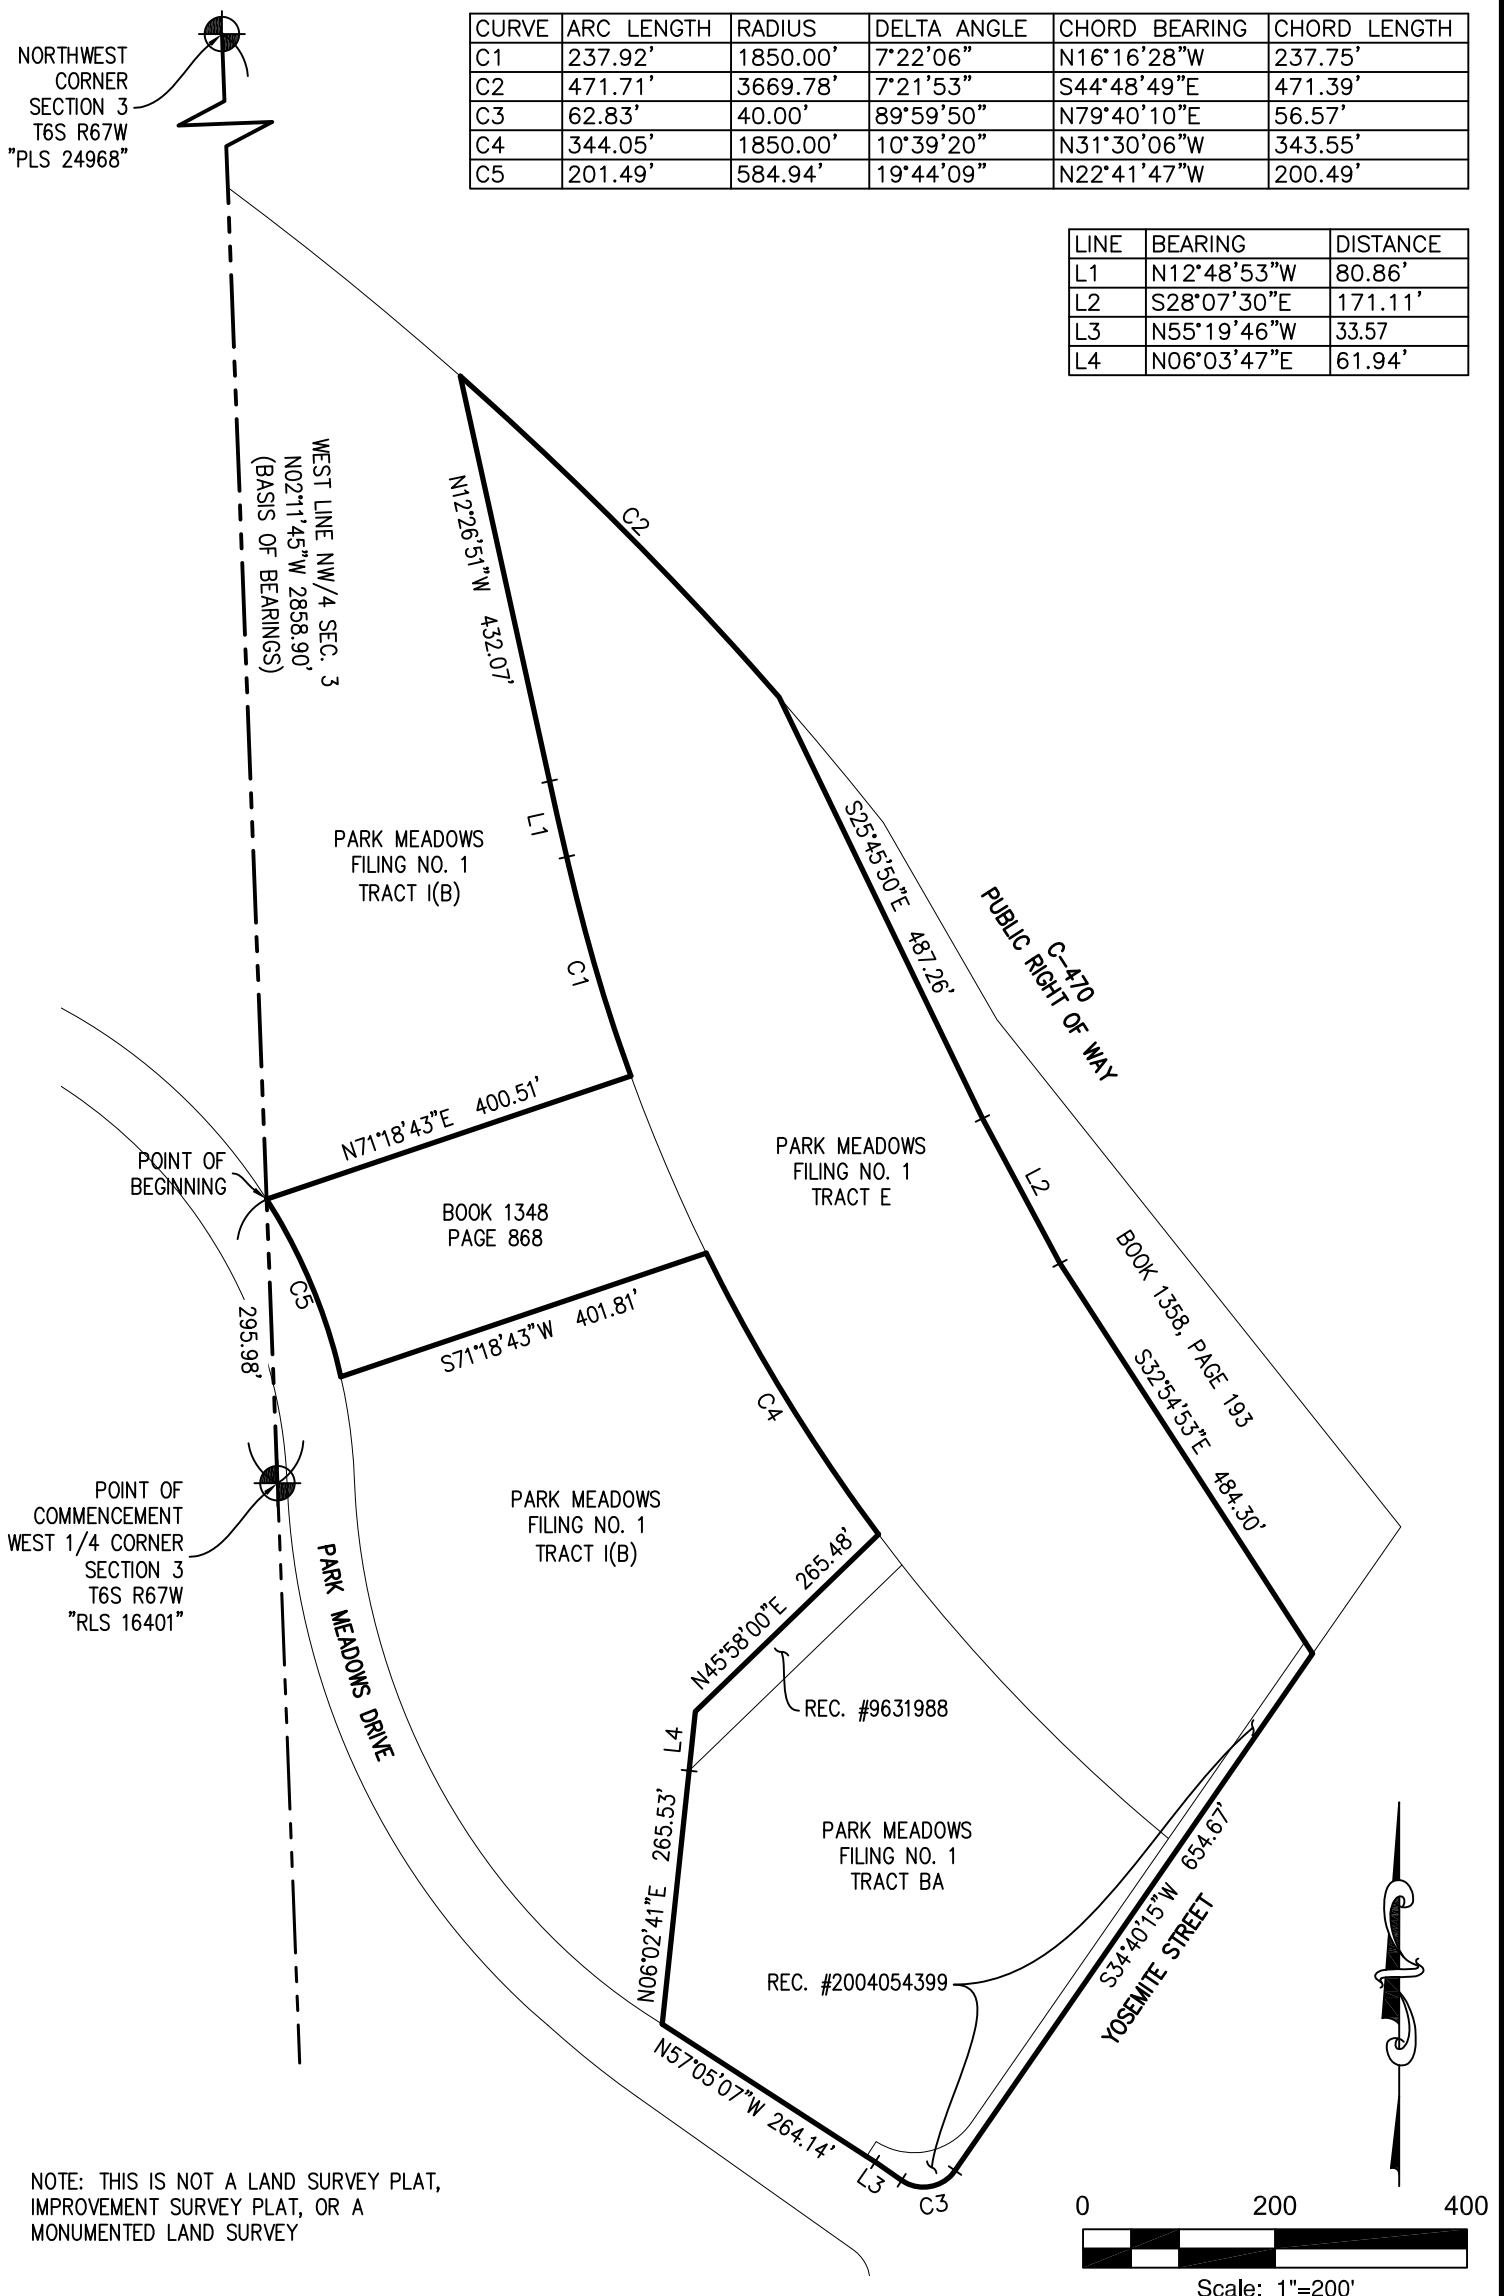 NORTHWEST
CORNER
SECTION 3
T6S R67W
"PLS 24968"
CURVE ARC LENGTH RADIUS DELTA ANGLE CHORD BEARING CHORD LENGTH
C1 237.92' 1850.00' 7°22'06" N16°16'28"W 237.75'
C2 471.71' 3669.78' 7°21'53" S44°48'49"E 471.39'
C3 62.83' 40.00' 89°59'50" N79°40'10"E 56.57'
C4 344.05' 1850.00' 10°39'20" N31°30'06"W 343.55'
C5 201.49' 584.94' 19°44'09" N22°41'47"W 200.49'
LINE BEARING DISTANCE
L1 N12°48'53"W 80.86'
L2 S28°07'30"E 171.11'
L3 N55°19'46"W 33.57
L4 N06°03'47"E 61.94'
WEST LINE NW/4 SEC. 3
N02°11'45"W 2858.90'
(BASIS OF BEARINGS)
N12°26'51"W 432.07'
C2
L1
PARK MEADOWS
FILING NO. 1
TRACT I(B)
S25°45'50"E 487.26'
C-470
PUBLIC RIGHT OF WAY
C1
N71°18'43"E 400.51'
POINT OF
BEGINNING
PARK MEADOWS
FILING NO. 1
TRACT E
L2
BOOK 1348
PAGE 868
BOOK 1358, PAGE 193
C5
295.98'
S71°18'43"W 401.81'
S32°54'53"E 484.30'
C4
POINT OF
COMMENCEMENT
WEST 1/4 CORNER
SECTION 3
T6S R67W
"RLS 16401"
PARK MEADOWS
FILING NO. 1
TRACT I(B)
PARK MEADOWS DRIVE
N45°58'00"E 265.48'
REC. #9631988
L4
N06°02'41"E 265.53'
PARK MEADOWS
FILING NO. 1
TRACT BA
S34°40'15"W 654.67'
YOSEMITE STREET
REC. #2004054399
N57°05'07"W 264.14'
L3
C3
NOTE: THIS IS NOT A LAND SURVEY PLAT,
IMPROVEMENT SURVEY PLAT, OR A
MONUMENTED LAND SURVEY
0 200 400
Scale: 1"=200'